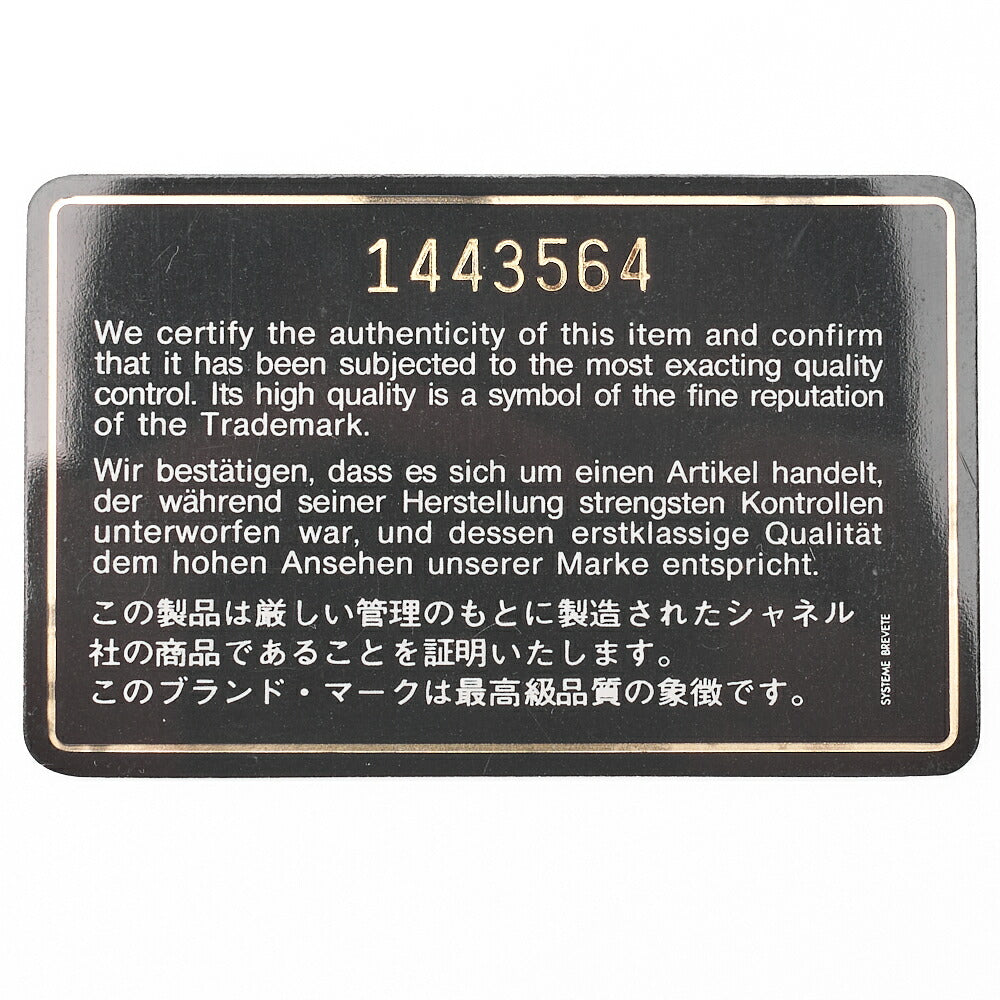 1443564
We certify the authenticity of this item and confirm
that it has been subjected to the most exacting quality
control. Its high quality is a symbol of the fine reputation
of the Trademark.
Wir bestätigen, dass es sich um einen Artikel handelt,
der während seiner Herstellung strengsten Kontrollen
unterworfen war, und dessen erstklassige Qualität
dem hohen Ansehen unserer Marke entspricht.
この製品は厳しい管理のもとに製造されたシャネル
社の商品であることを証明いたします。
このブランド・マークは最高級品質の象徴です。
SYSTEME BREVETE